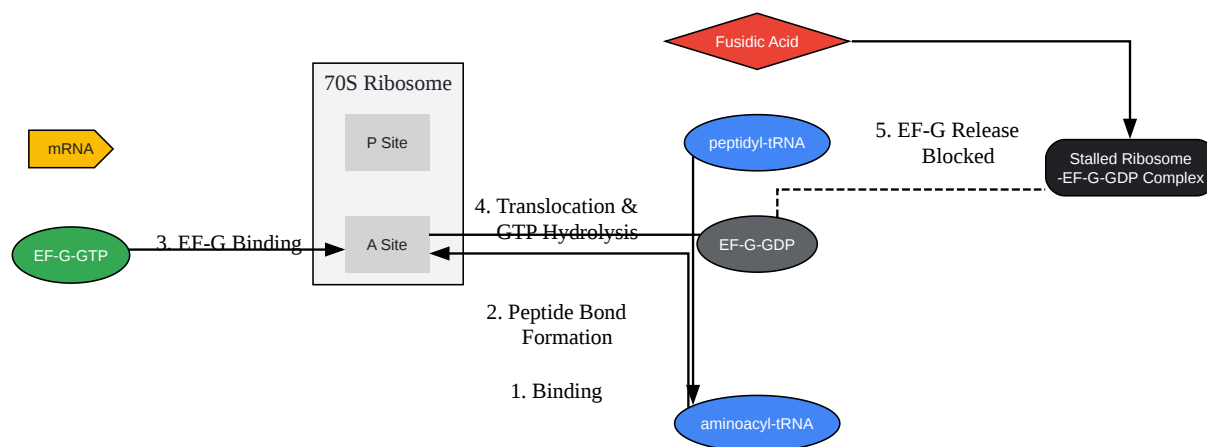 Fusidic Acid
70S Ribosome
P Site
mRNA
peptidyl-tRNA
5. EF-G Release
Blocked
Stalled Ribosome
-EF-G-GDP Complex
4. Translocation &
GTP Hydrolysis
EF-G-GTP
3. EF-G Binding
A Site
EF-G-GDP
2. Peptide Bond
Formation
1. Binding
aminoacyl-tRNA